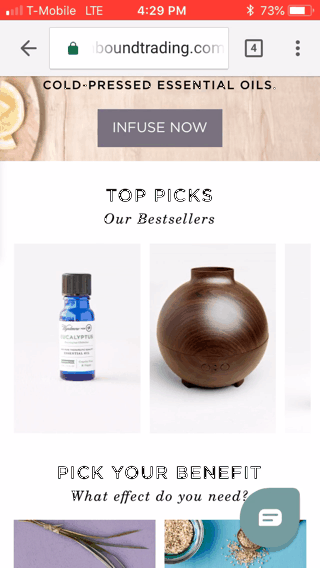 T-Mobile LTE 4:29 PM 73%
boundtrading.com 4
COLD-PRESSED ESSENTIAL OILS.
INFUSE NOW
TOP PICKS
Our Bestsellers
EUCALYPTUS
ESSENTIAL OIL
PICK YOUR BENEFIT
What effect do you need?